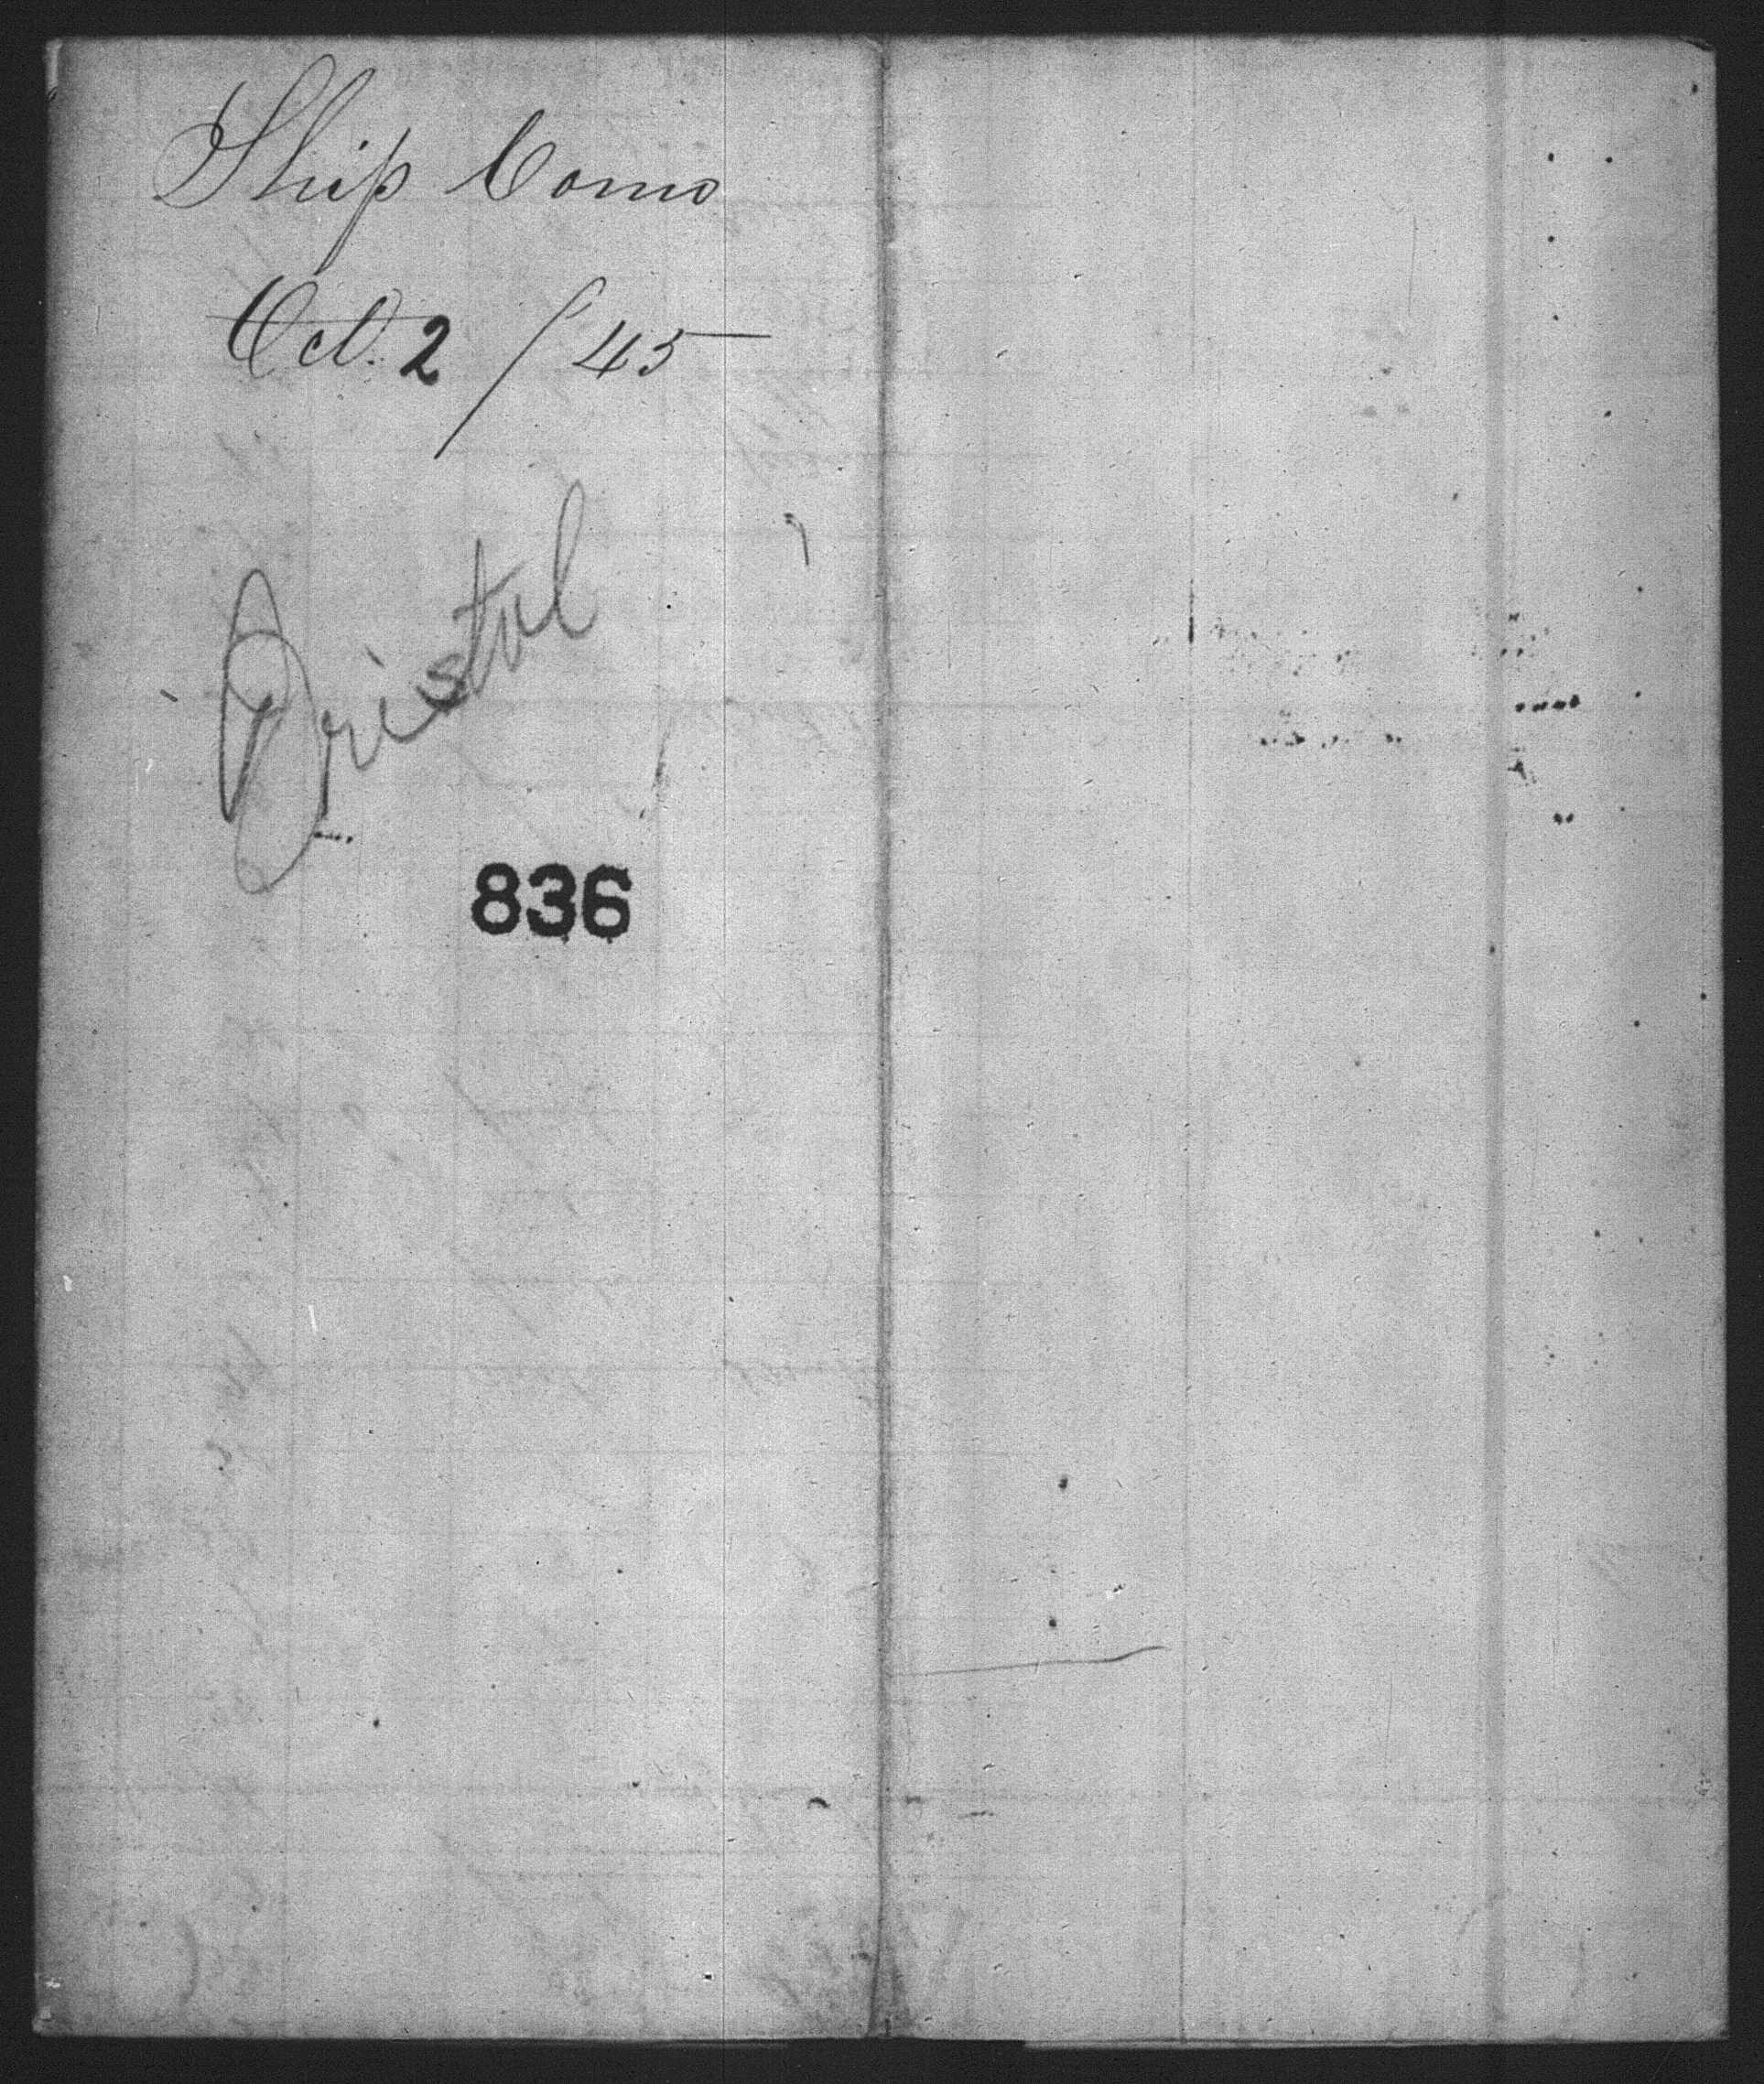 Ship Como
Oct. 2 / 45
Bristol
836